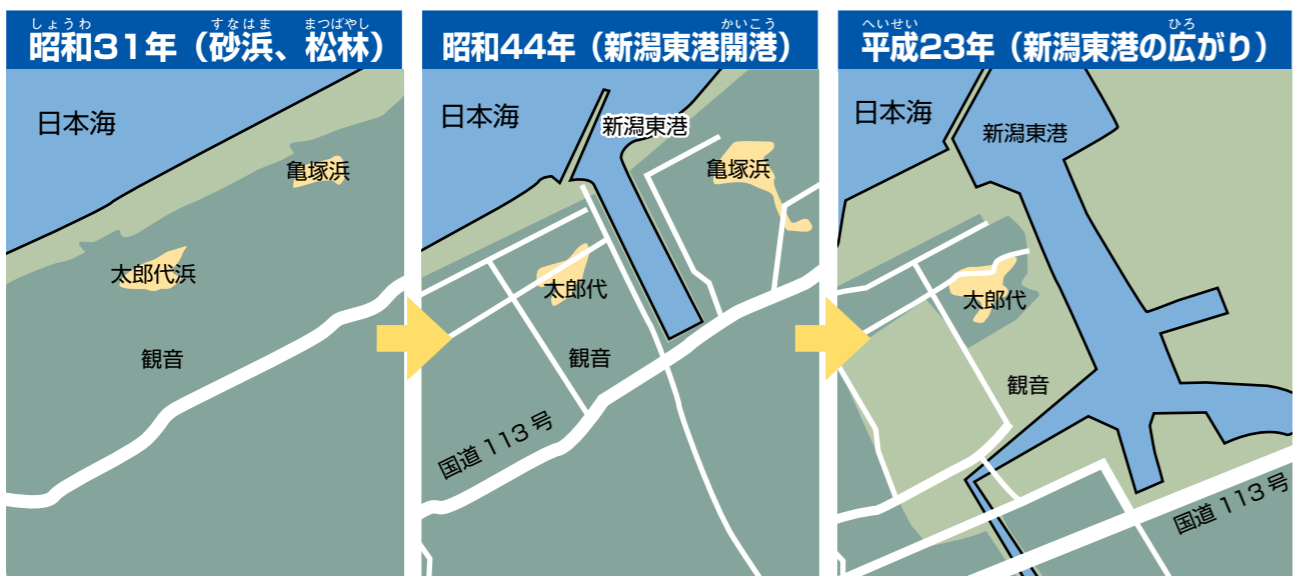 しょうわ すなはま まつばやし
昭和31年（砂浜、松林）
日本海
亀塚浜
太郎代浜
観音
かいこう
昭和44年（新潟東港開港）
日本海
新潟東港
亀塚浜
太郎代
観音
国道113号
へいせい ひろ
平成23年（新潟東港の広がり）
日本海
新潟東港
太郎代
観音
国道113号